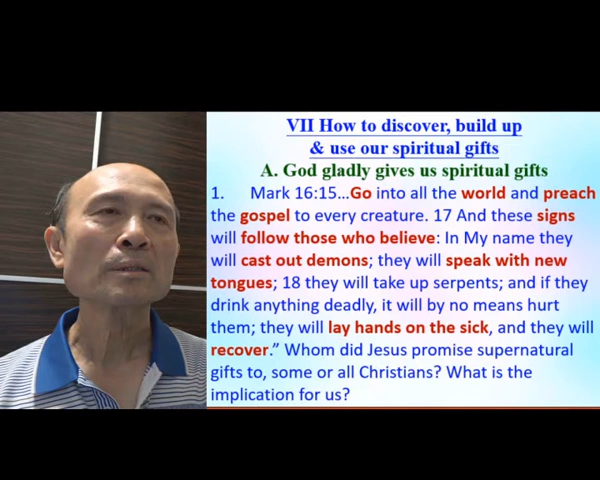 VII How to discover, build up
& use our spiritual gifts
A. God gladly gives us spiritual gifts
1. Mark 16:15…Go into all the world and preach
the gospel to every creature. 17 And these signs
will follow those who believe: In My name they
will cast out demons; they will speak with new
tongues; 18 they will take up serpents; and if they
drink anything deadly, it will by no means hurt
them; they will lay hands on the sick, and they will
recover.” Whom did Jesus promise supernatural
gifts to, some or all Christians? What is the
implication for us?